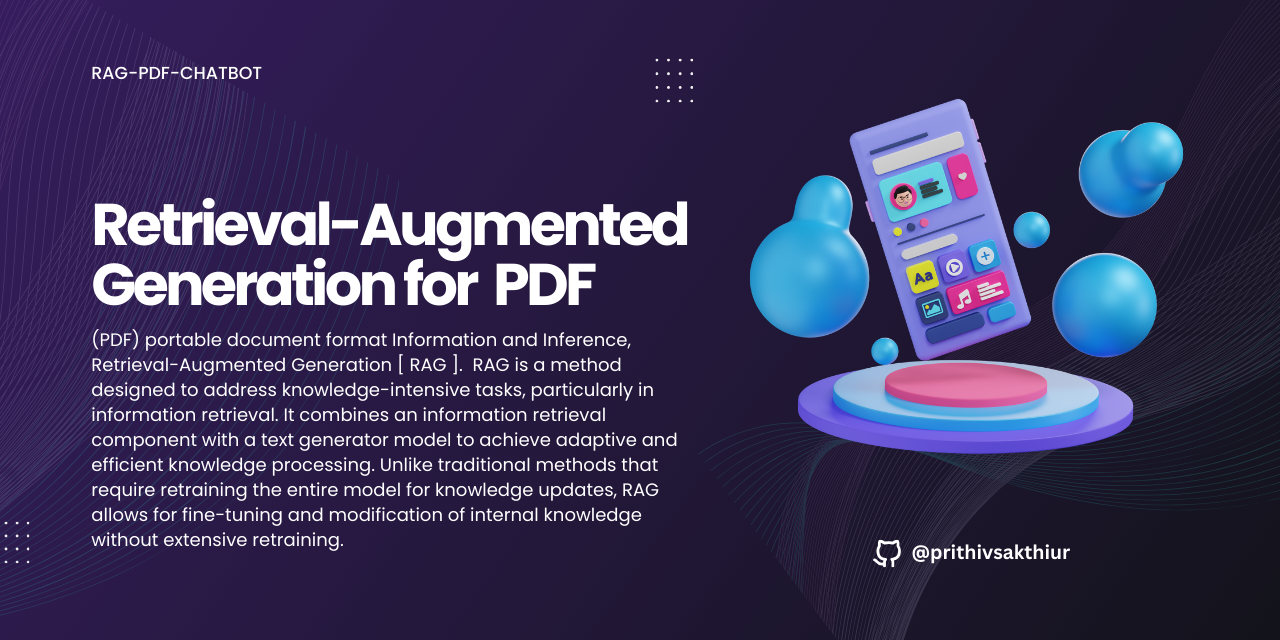 RAG-PDF-CHATBOT
Retrieval-Augmented
Generation for PDF
(PDF) portable document format Information and Inference,
Retrieval-Augmented Generation [ RAG ].  RAG is a method
designed to address knowledge-intensive tasks, particularly in
information retrieval. It combines an information retrieval
component with a text generator model to achieve adaptive and
efficient knowledge processing. Unlike traditional methods that
require retraining the entire model for knowledge updates, RAG
allows for fine-tuning and modification of internal knowledge
without extensive retraining.
Aa
@prithivsakthiur